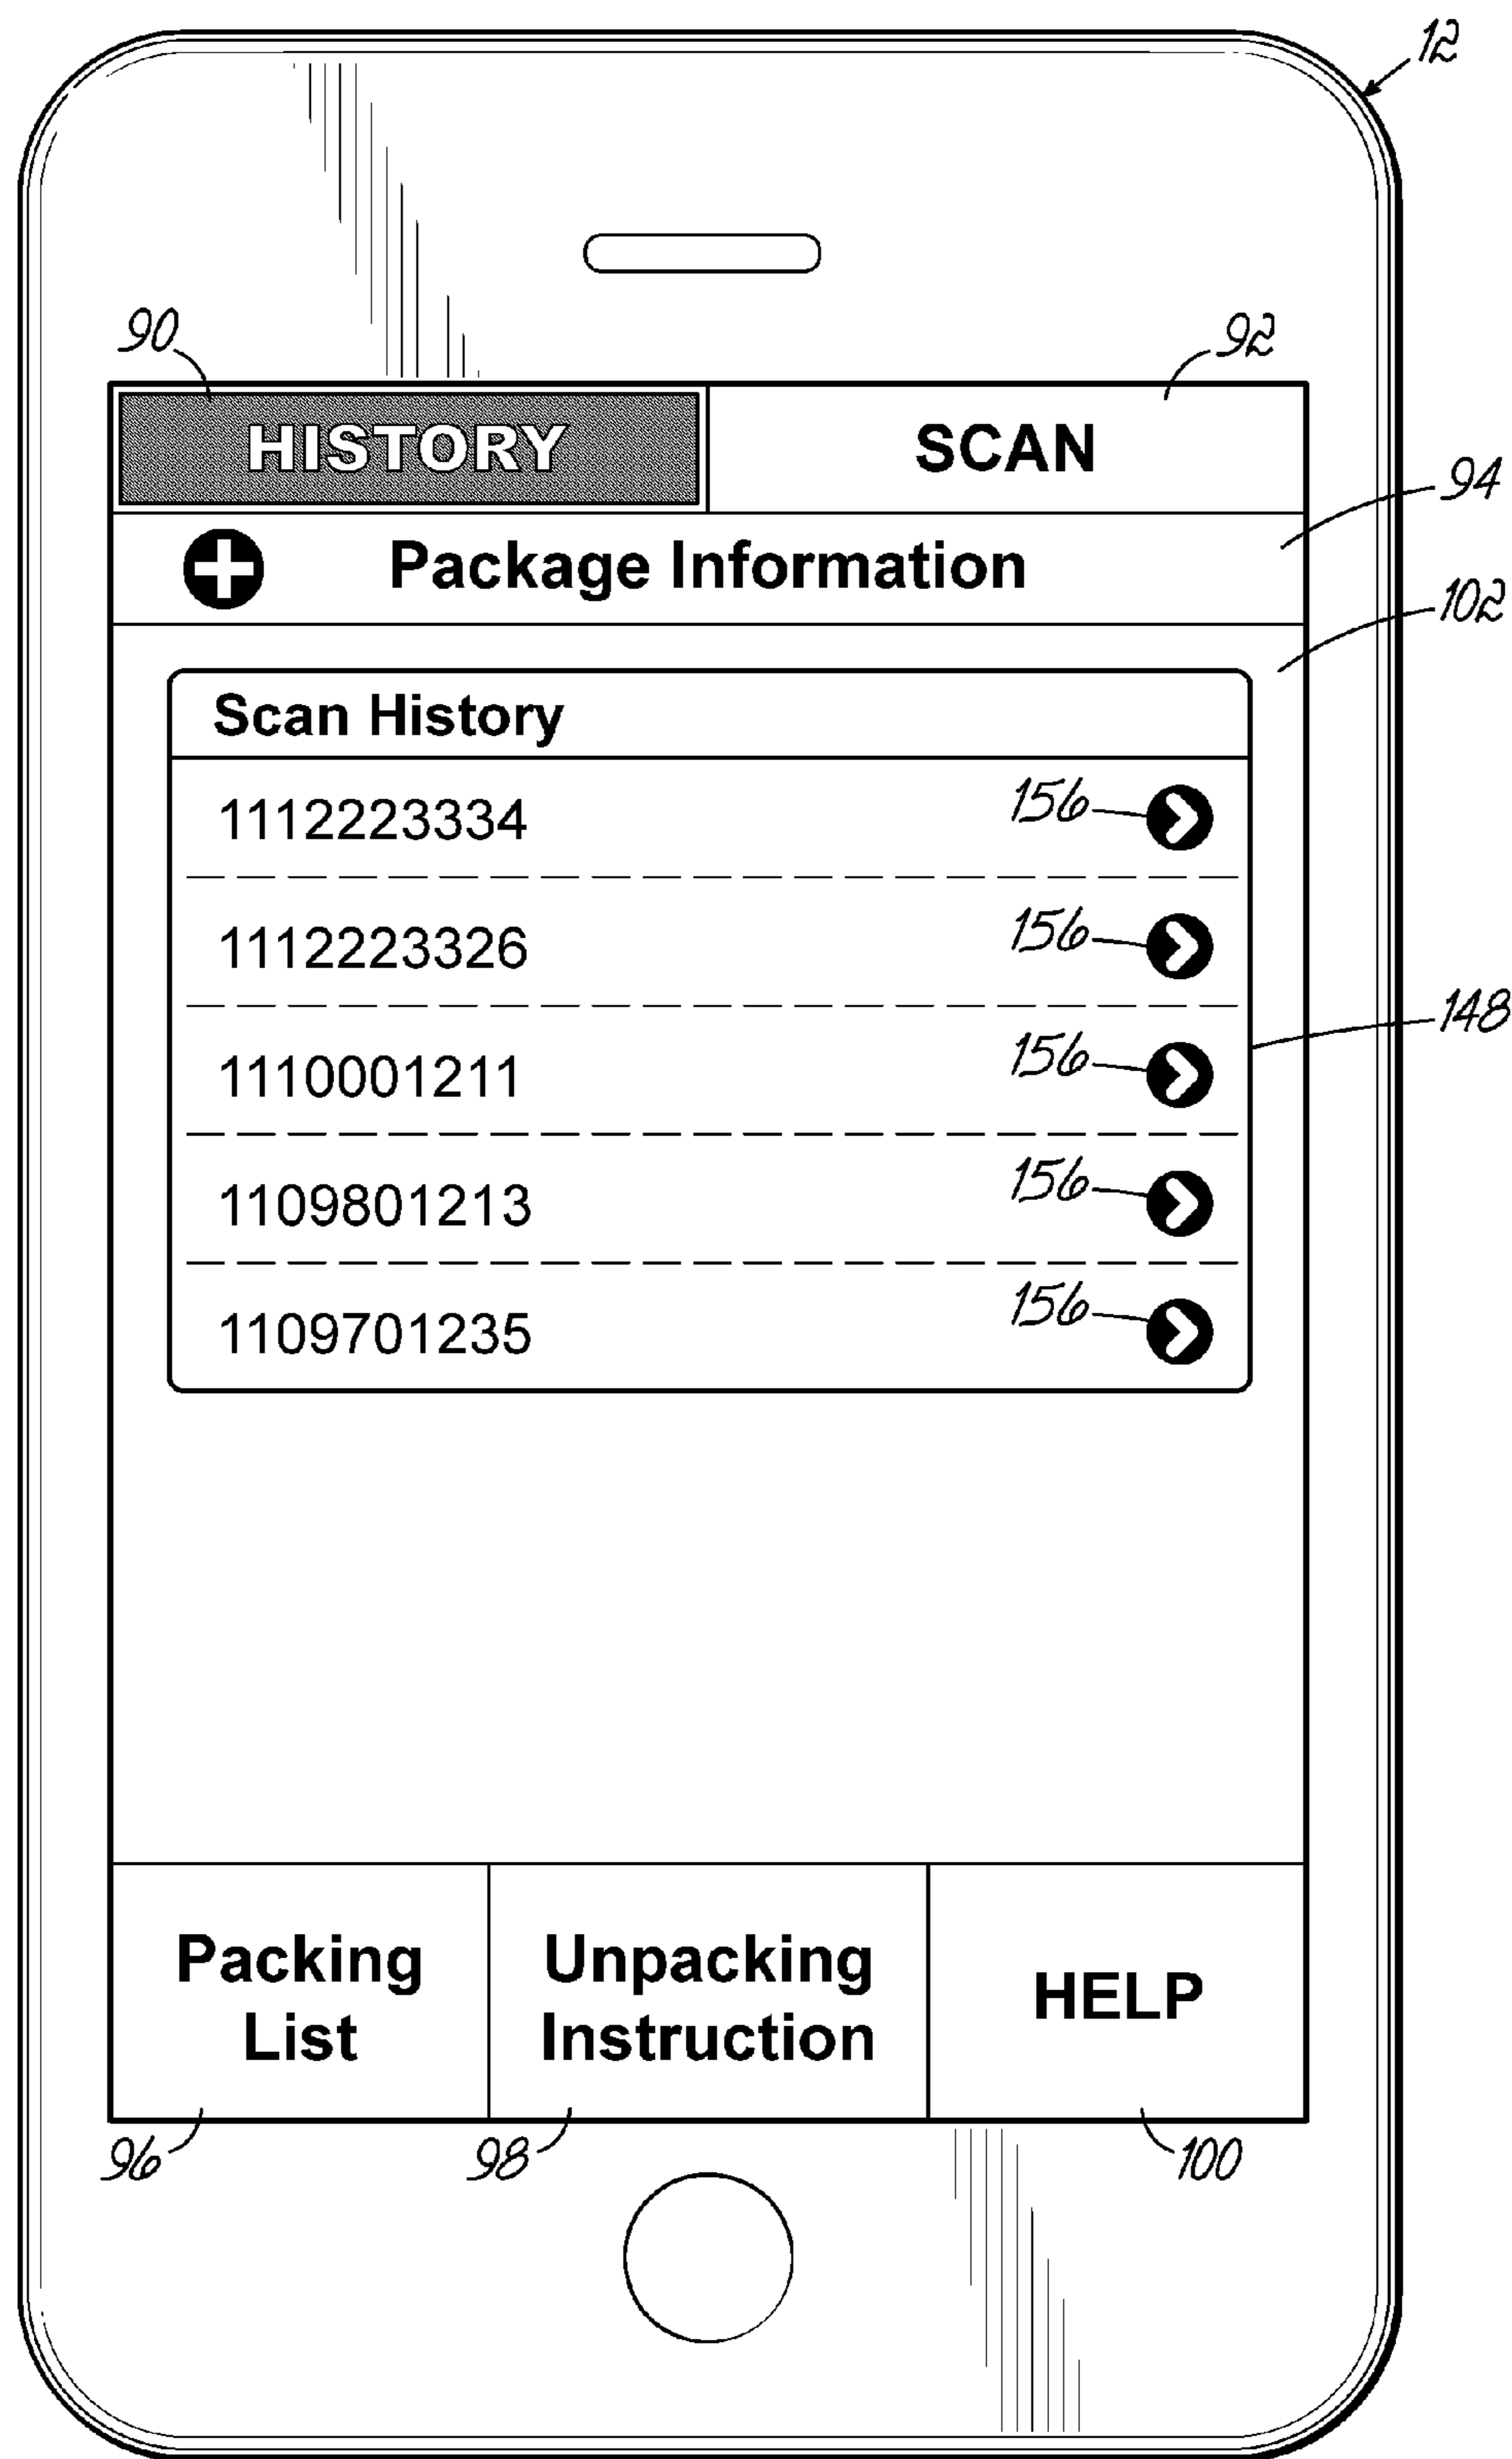 12
90
92
HISTORY SCAN
94
Package Information
102
Scan History
1112223334 156
1112223326 156
148
1110001211 156
1109801213 156
1109701235 156
Packing
List
Unpacking
Instruction
HELP
96 98 100